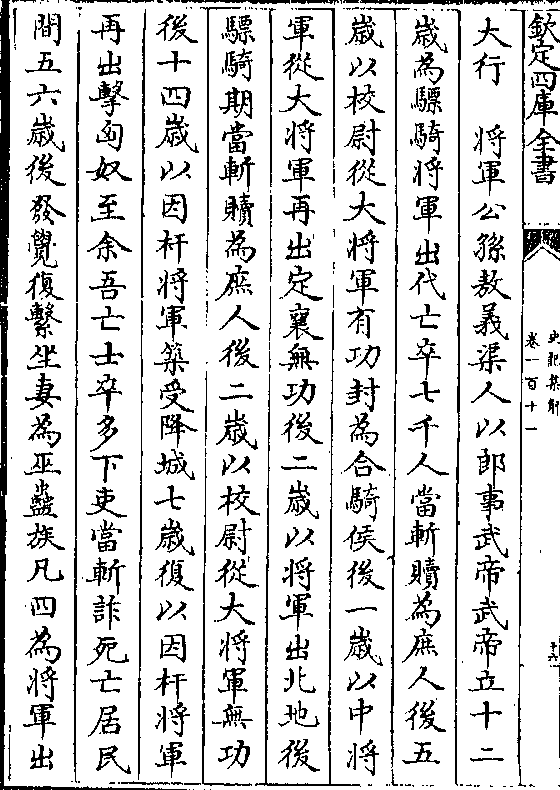 欽定四庫全書
史記集解
卷一百十一
大行　將軍公孫敖義渠人以郎事武帝武帝立十二
歲為驃騎將軍出代亡卒七千人當斬贖為庶人後五
歲以校尉從大將軍有功封為合騎侯後一歲以中將
軍從大將軍再出定襄無功後二歲以將軍出北地後
驃騎期當斬贖為庶人後二歲以校尉從大將軍無功
後十四歲以因杅將軍築受降城七歲復以因杅將軍
再出擊匈奴至余吾亡士卒多下吏當斬詐死亡居民
間五六歲後發覺復繫坐妻為巫蠱族凡四為將軍出